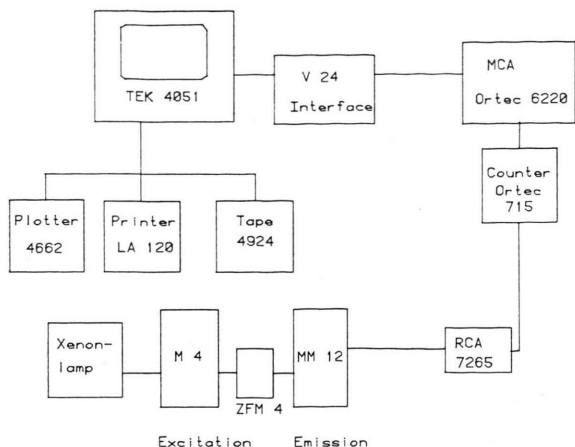 TEK 4051
V 24
Interface
MCA
Ortec 6220
Counter
Ortec
715
Plotter
4662
Printer
LA 120
Tape
4924
Xenon-
lamp
M 4
ZFM 4
MM 12
RCA
7265
Excitation
Emission